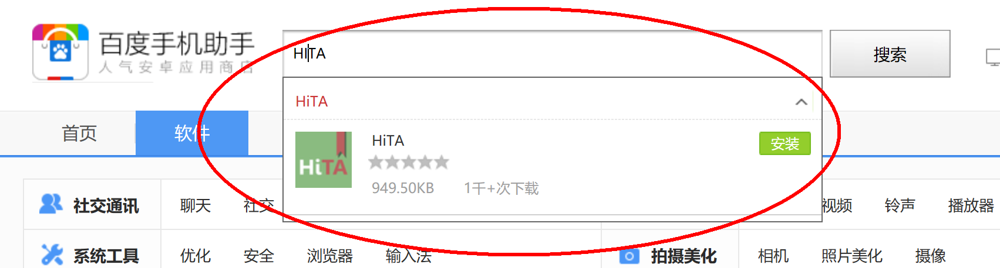 百度手机助手
人气安卓应用商店
HITA
搜索
HiTA
首页
软件
HiTA
HiTA
安装
949.50KB 1千+次下载
社交通讯 聊天 社交 视频 铃声 播放器
系统工具 优化 安全 浏览器 输入法 拍摄美化 相机 照片美化 摄像